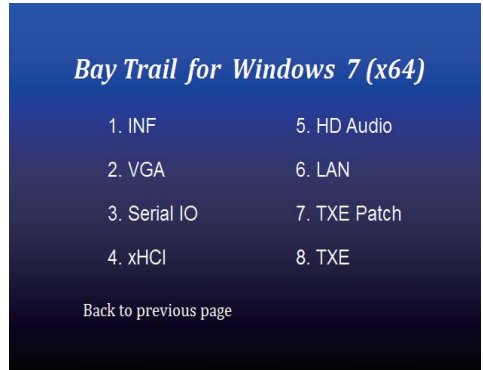 Bay Trail for Windows 7 (x64)
1. INF
2. VGA
3. Serial IO
4. xHCI
5. HD Audio
6. LAN
7. TXE Patch
8. TXE
Back to previous page